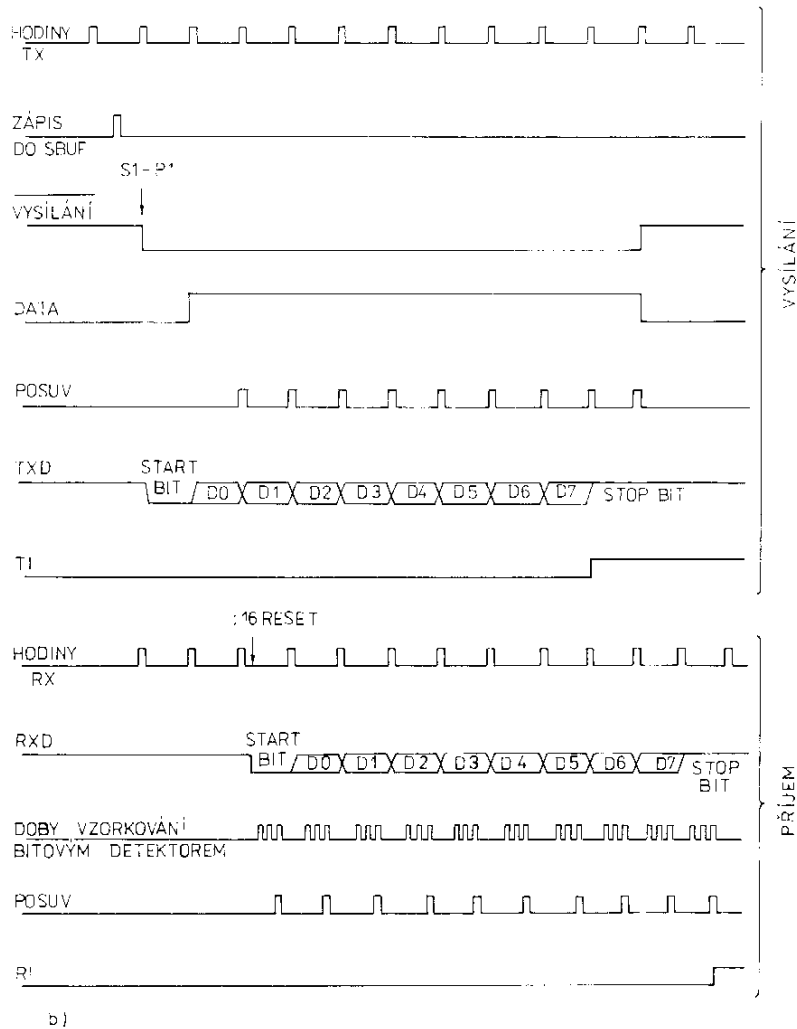 HODINY
TX
ZÁPIS
DO SBUF
S1-P1
VYSÍLÁNÍ
DATA
POSUV
TXD
START
BIT
D0 D1 D2 D3 D4 D5 D6 D7 STOP BIT
TI
VYSÍLÁNÍ
:16 RESET
HODINY
RX
RXD
START
BIT
D0 D1 D2 D3 D4 D5 D6 D7 STOP
BIT
DOBY VZORKOVÁNÍ
BITOVÝM DETEKTOREM
POSUV
RI
PŘÍJEM
b)